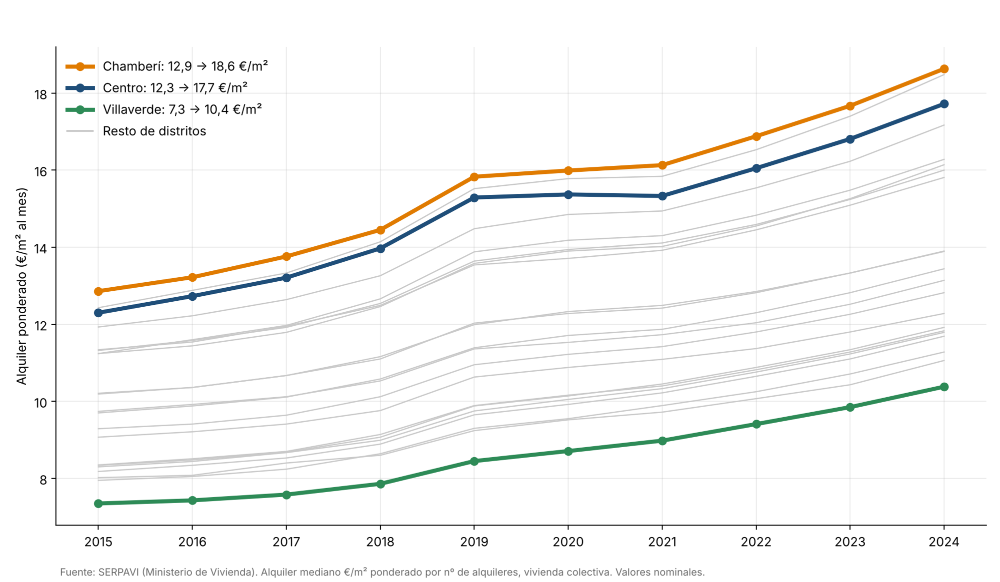 Chamberí: 12,9 → 18,6 €/m²
Centro: 12,3 → 17,7 €/m²
Villaverde: 7,3 → 10,4 €/m²
Resto de distritos
Alquiler ponderado (€/m² al mes)
18
16
14
12
10
8
2015 2016 2017 2018 2019 2020 2021 2022 2023 2024
Fuente: SERPAVI (Ministerio de Vivienda). Alquiler mediano €/m² ponderado por nº de alquileres, vivienda colectiva. Valores nominales.